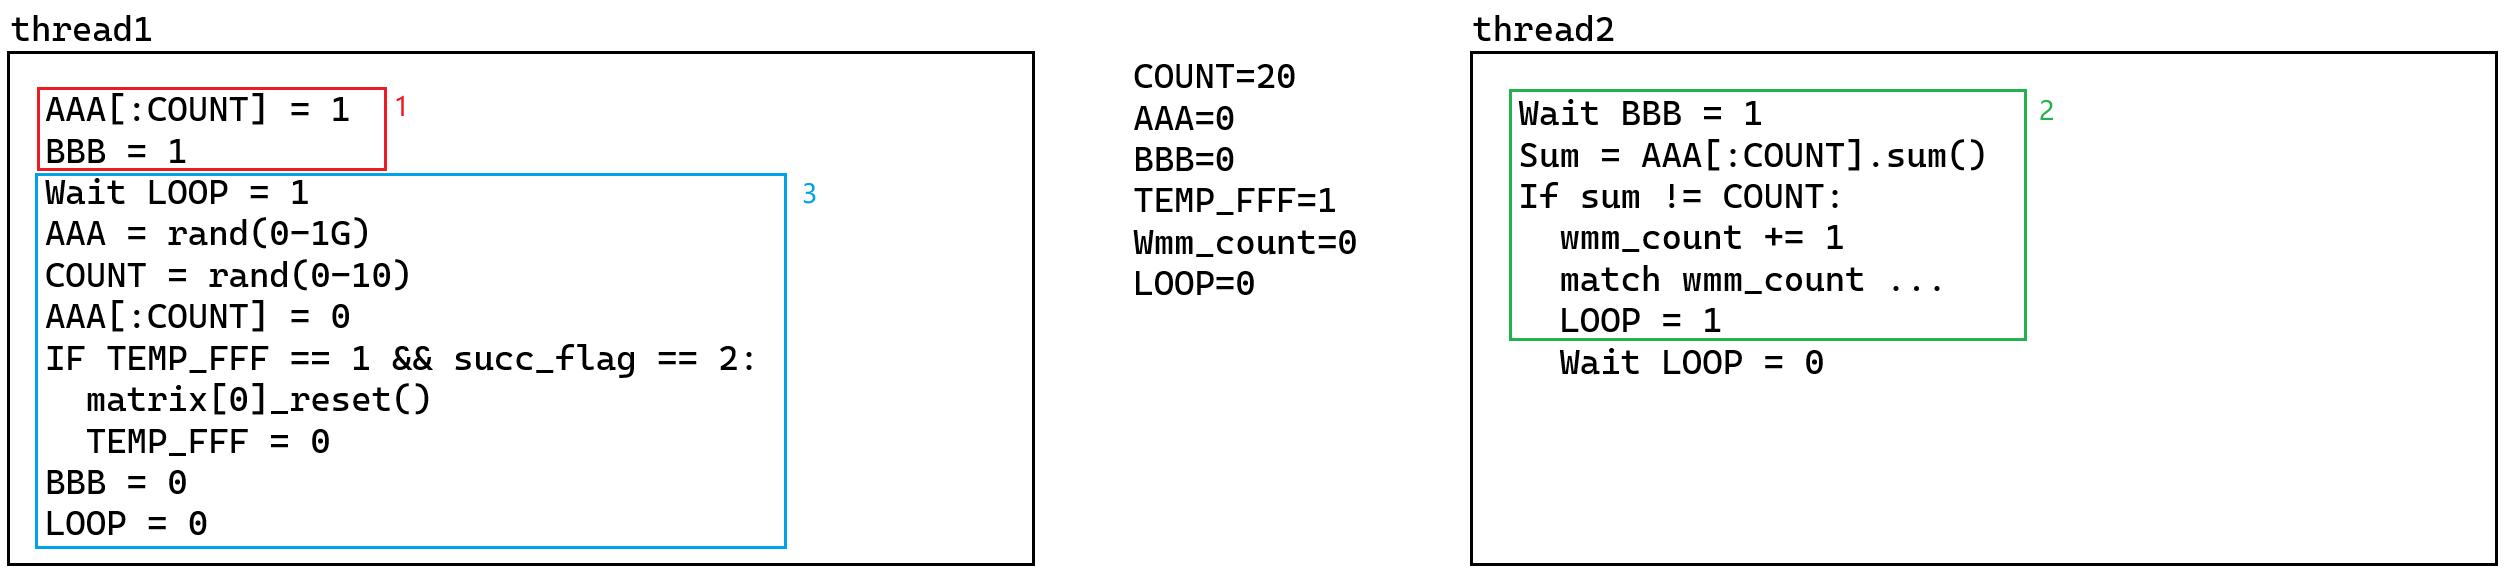 thread1
AAA[:COUNT] = 1
1
BBB = 1
Wait LOOP = 1
3
AAA = rand(0-1G)
COUNT = rand(0-10)
AAA[:COUNT] = 0
IF TEMP_FFF == 1 && succ_flag == 2:
matrix[0]_reset()
TEMP_FFF = 0
BBB = 0
LOOP = 0
COUNT=20
AAA=0
BBB=0
TEMP_FFF=1
Wmm_count=0
LOOP=0
thread2
Wait BBB = 1
2
Sum = AAA[:COUNT].sum()
If sum != COUNT:
wmm_count += 1
match wmm_count ...
LOOP = 1
Wait LOOP = 0